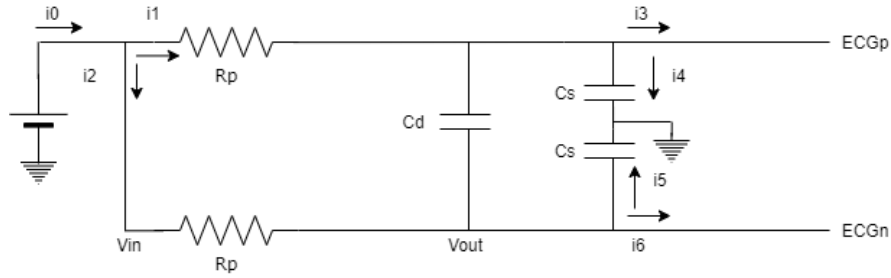 i0 i1 i3
ECGp
i2 Rp i4
Cs
Cd
Cs
i5
ECGn
Vin Vout i6
Rp